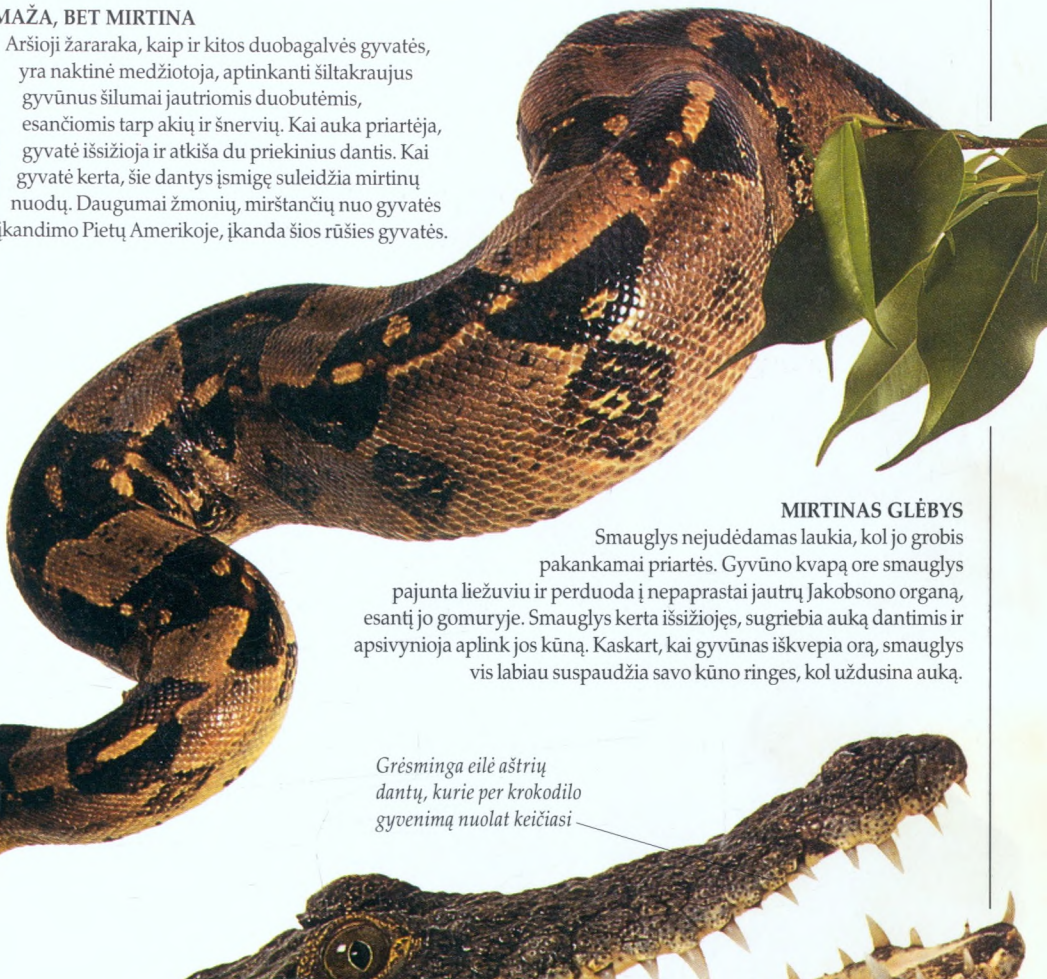 MAŽA, BET MIRTINA
Aršioji žararaka, kaip ir kitos duobagalvės gyvatės,
yra naktinė medžiotoja, aptinkanti šiltakraujus
gyvūnus šilumai jautriomis duobutėmis,
esančiomis tarp akių ir šnervių. Kai auka priartėja,
gyvatė išsižioja ir atkiša du priekinius dantis. Kai
gyvatė kerta, šie dantys įsmigę suleidžia mirtinų
nuodų. Daugumai žmonių, mirštančių nuo gyvatės
įkandimo Pietų Amerikoje, įkanda šios rūšies gyvatės.
MIRTINAS GLĖBYS
Smauglys nejudėdamas laukia, kol jo grobis
pakankamai priartės. Gyvūno kvapą ore smauglys
pajunta liežuviu ir perduoda į nepaprastai jautrų Jakobsono organą,
esantį jo gomuryje. Smauglys kerta išsižiojęs, sugriebia auką dantimis ir
apsivynioja aplink jos kūną. Kaskart, kai gyvūnas iškvepia orą, smauglys
vis labiau suspaudžia savo kūno ringes, kol uždusina auką.
Grėsminga eilė aštrių
dantų, kurie per krokodilo
gyvenimą nuolat keičiasi